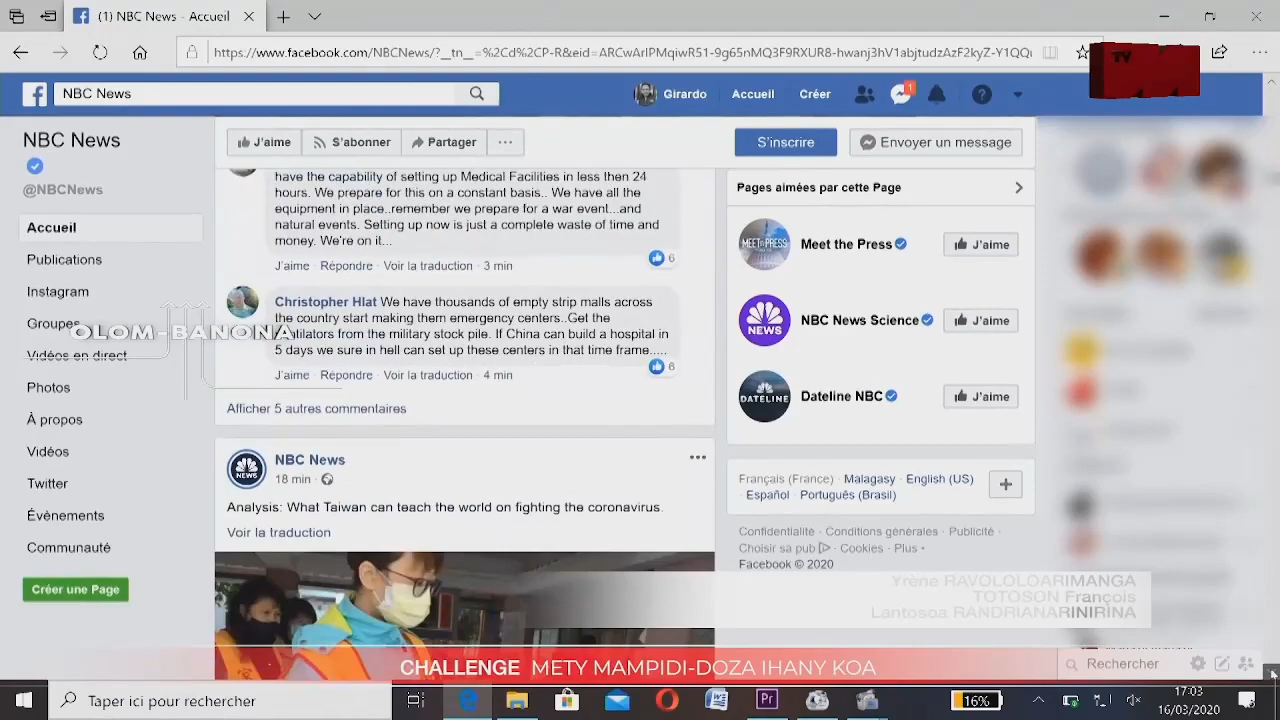 (1) NBC News - Accueil
https://www.facebook.com/NBCNews/?__tn__=%2Cd%2CP-R&eid=ARCwArlPMqiwR51-9g65nMQ3F9RXUR8-hwanj3hV1abjtudzAzF2kyZ-Y1QQu
TV
NBC News
Girardo
Accueil
Créer
1
NBC News
@NBCNews
Accueil
Publications
Instagram
Groupes
Vidéos en direct
Photos
À propos
Vidéos
Twitter
Évènements
Communauté
Créer une Page
OLOM-BANONA
J'aime
S'abonner
Partager
S'inscrire
Envoyer un message
have the capability of setting up Medical Facilities in less then 24
hours. We prepare for this on a constant basis.. We have all the
equipment in place..remember we prepare for a war event...and
natural events. Setting up now is just a complete waste of time and
money. We're on it...
6
J'aime · Répondre · Voir la traduction · 3 min
Christopher Hlat We have thousands of empty strip malls across
the country start making them emergency centers..Get the
ventilators from the military stock pile. If China can build a hospital in
5 days we sure in hell can set up these centers in that time frame.....
6
J'aime · Répondre · Voir la traduction · 4 min
Afficher 5 autres commentaires
NBC News
18 min ·
Analysis: What Taiwan can teach the world on fighting the coronavirus.
Voir la traduction
NEWS
Pages aimées par cette Page
MEET THE PRESS
Meet the Press
J'aime
NEWS
NBC News Science
J'aime
DATELINE
Dateline NBC
J'aime
Français (France) · Malagasy · English (US)
· Español · Português (Brasil)
Confidentialité · Conditions générales · Publicité ·
Choisir sa pub · Cookies · Plus
Facebook © 2020
Yrène RAVOLOLOARIMANGA
TOTOSON François
Lantosoa RANDRIANARINIRINA
CHALLENGE METY MAMPIDI-DOZA IHANY KOA
Rechercher
Taper ici pour rechercher
16%
17:03
16/03/2020